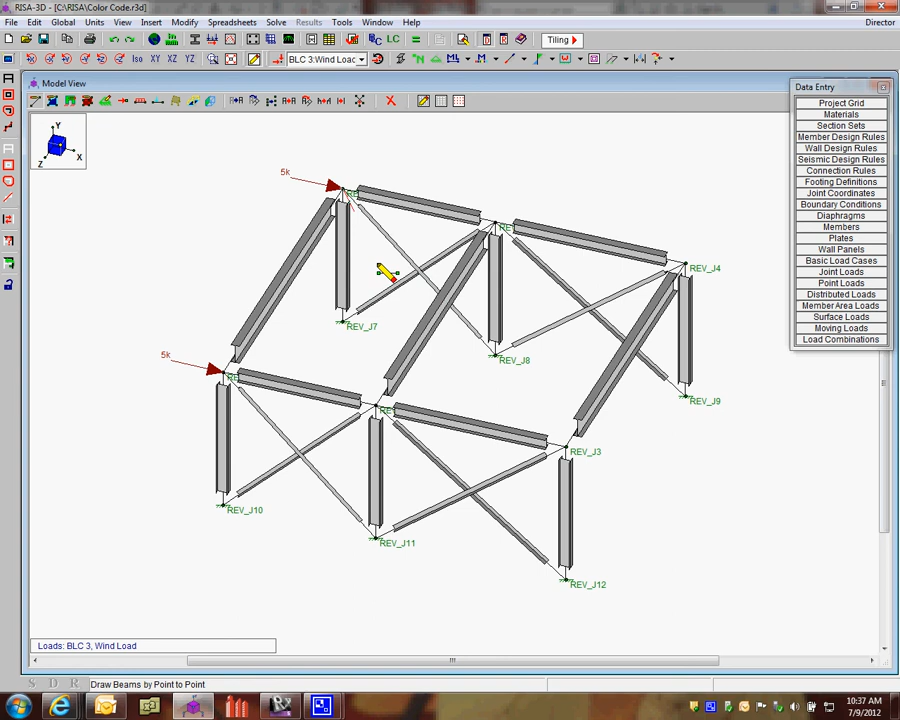 RISA-3D - [C:\RISA\Color Code.r3d]
File Edit Global Units View Insert Modify Spreadsheets Solve Results Tools Window Help Director
C LC = D R Tiling
Iso XY XZ YZ BLC 3:Wind Loac
Model View
Data Entry
Project Grid
Materials
Section Sets
Member Design Rules
Wall Design Rules
Seismic Design Rules
Connection Rules
Footing Definitions
Joint Coordinates
Boundary Conditions
Diaphragms
Members
Plates
Wall Panels
Basic Load Cases
Joint Loads
Point Loads
Distributed Loads
Member Area Loads
Surface Loads
Moving Loads
Load Combinations
Y
X
Z
5k
RE
RE
REV_J4
REV_J7
REV_J8
5k
RE
REV_J9
RE
REV_J3
REV_J10
REV_J11
REV_J12
Loads: BLC 3, Wind Load
S D R Draw Beams by Point to Point
10:37 AM
7/9/2012